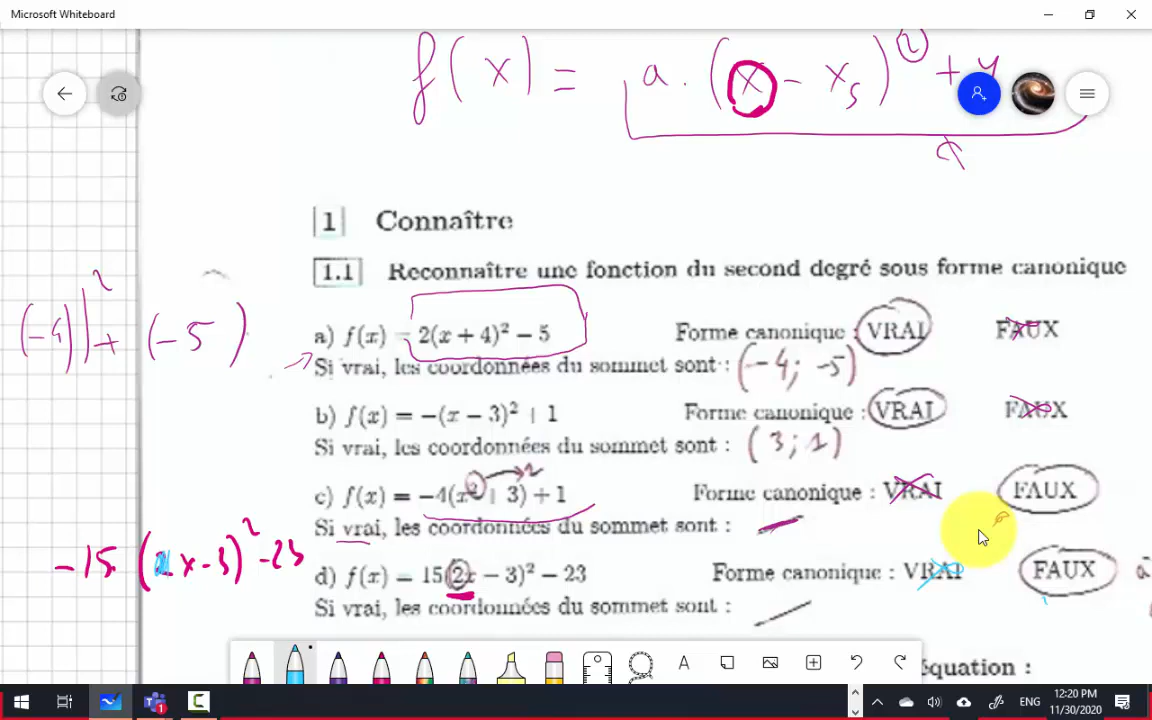 Microsoft Whiteboard
f(x) = a · (x - x_s)² + y
1 Connaître
1.1 Reconnaître une fonction du second degré sous forme canonique
(-4))² + (-5)
a) f(x) = 2(x + 4)² − 5 Forme canonique : VRAI FAUX
Si vrai, les coordonnées du sommet sont : (-4; -5)
b) f(x) = −(x − 3)² + 1 Forme canonique : VRAI FAUX
Si vrai, les coordonnées du sommet sont : (3; 1)
c) f(x) = −4(x² + 3) + 1 Forme canonique : VRAI FAUX
Si vrai, les coordonnées du sommet sont :
-15 (2x-3)² -23
d) f(x) = 15(2x − 3)² − 23 Forme canonique : VRAI FAUX
Si vrai, les coordonnées du sommet sont :
équation :
A
1
ENG
12:20 PM
11/30/2020